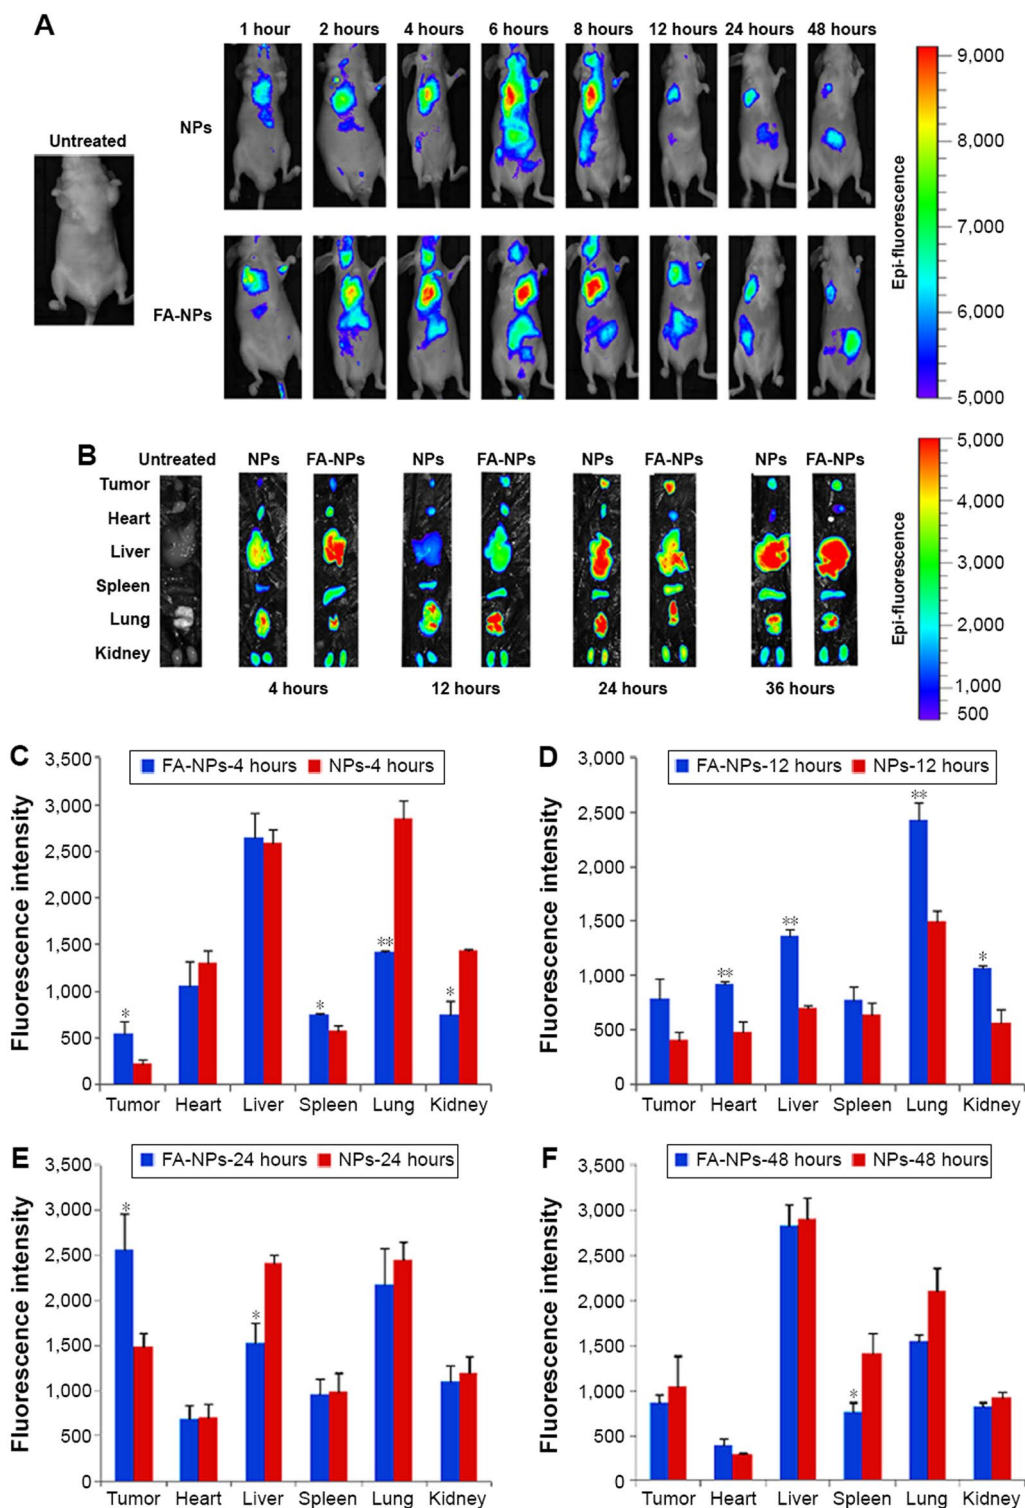 A
1 hour 2 hours 4 hours 6 hours 8 hours 12 hours 24 hours 48 hours
Untreated
NPs
FA-NPs
9,000
8,000
7,000
6,000
5,000
Epi-fluorescence
B
Untreated NPs FA-NPs NPs FA-NPs NPs FA-NPs NPs FA-NPs
Tumor
Heart
Liver
Spleen
Lung
Kidney
4 hours 12 hours 24 hours 36 hours
5,000
4,000
3,000
2,000
1,000
500
Epi-fluorescence
C
FA-NPs-4 hours NPs-4 hours
Fluorescence intensity
3,500
3,000
2,500
2,000
1,500
1,000
500
0
* * ** *
Tumor Heart Liver Spleen Lung Kidney
D
FA-NPs-12 hours NPs-12 hours
Fluorescence intensity
3,000
2,500
2,000
1,500
1,000
500
0
** ** ** *
Tumor Heart Liver Spleen Lung Kidney
E
FA-NPs-24 hours NPs-24 hours
Fluorescence intensity
3,500
3,000
2,500
2,000
1,500
1,000
500
0
* *
Tumor Heart Liver Spleen Lung Kidney
F
FA-NPs-48 hours NPs-48 hours
Fluorescence intensity
3,500
3,000
2,500
2,000
1,500
1,000
500
0
*
Tumor Heart Liver Spleen Lung Kidney